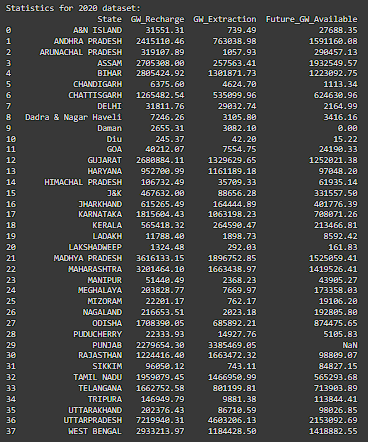 Statistics for 2020 dataset:
State GW_Recharge GW_Extraction Future_GW_Available
0 A&N ISLAND 31551.31 739.49 27688.35
1 ANDHRA PRADESH 2415110.46 763038.98 1591160.08
2 ARUNACHAL PRADESH 319107.89 1057.93 290457.13
3 ASSAM 2705308.00 257563.41 1932549.57
4 BIHAR 2805424.92 1301871.73 1223092.75
5 CHANDIGARH 6375.60 4624.70 1113.34
6 CHATTISGARH 1265482.54 535099.96 624630.96
7 DELHI 31811.76 29032.74 2164.99
8 Dadra & Nagar Haveli 7246.26 3105.80 3416.16
9 Daman 2655.31 3082.10 0.00
10 Diu 245.37 42.20 15.22
11 GOA 40212.07 7554.75 24190.33
12 GUJARAT 2680884.11 1329629.65 1252021.38
13 HARYANA 952700.99 1161189.18 97048.20
14 HIMACHAL PRADESH 106732.49 35709.33 61935.14
15 J&K 467632.00 88656.28 331557.50
16 JHARKHAND 615265.49 164444.89 401776.39
17 KARNATAKA 1815604.43 1063198.23 708071.26
18 KERALA 565418.32 264590.47 213466.81
19 LADAKH 11788.40 1898.73 8592.42
20 LAKSHADWEEP 1324.48 292.03 161.83
21 MADHYA PRADESH 3616133.15 1896752.85 1525059.41
22 MAHARASHTRA 3201464.10 1663438.97 1419526.41
23 MANIPUR 51440.49 2368.23 43905.27
24 MEGHALAYA 203828.77 7669.97 173358.03
25 MIZORAM 22201.17 762.17 19106.20
26 NAGALAND 216653.51 2023.18 192805.80
27 ODISHA 1708390.05 685892.21 874475.65
28 PUDUCHERRY 22333.93 14927.76 5105.83
29 PUNJAB 2279654.30 3385469.05 NaN
30 RAJASTHAN 1224416.40 1663472.32 98809.07
31 SIKKIM 96050.12 743.11 84827.15
32 TAMIL NADU 1959079.45 1466950.99 565293.68
33 TELANGANA 1662752.58 801199.81 713903.89
34 TRIPURA 146949.79 9881.38 113844.41
35 UTTARAKHAND 202376.43 86710.59 98026.85
36 UTTARPRADESH 7219940.31 4603206.13 2153092.69
37 WEST BENGAL 2933213.97 1184428.50 1418882.55